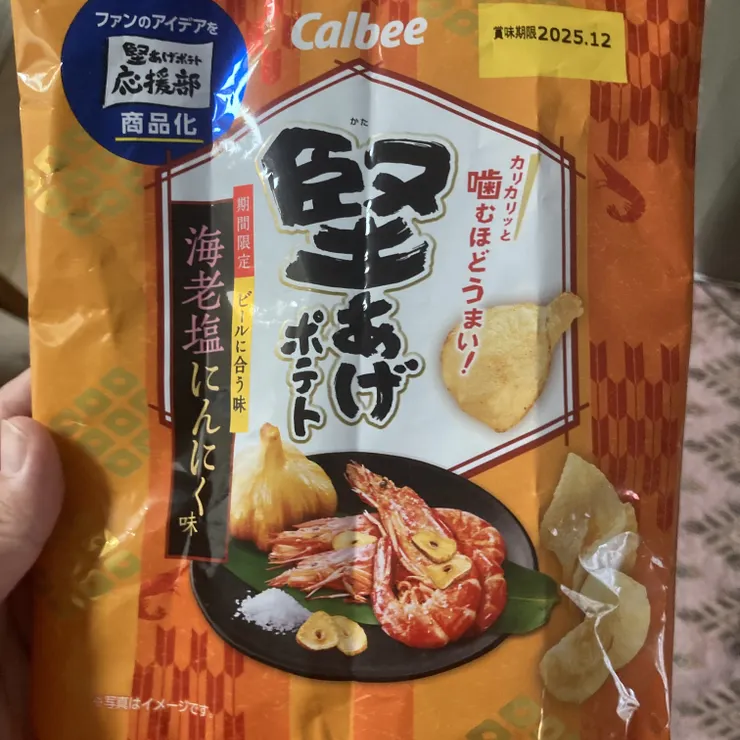 ファンのアイデアを
堅あげポテト
応援部
商品化
Calbee
賞味期限2025.12
かた
堅あげ
ポテト
カリカリッと
噛むほどうまい!
期間限定
ビールに合う味
海老塩にんにく味
※写真はイメージです。